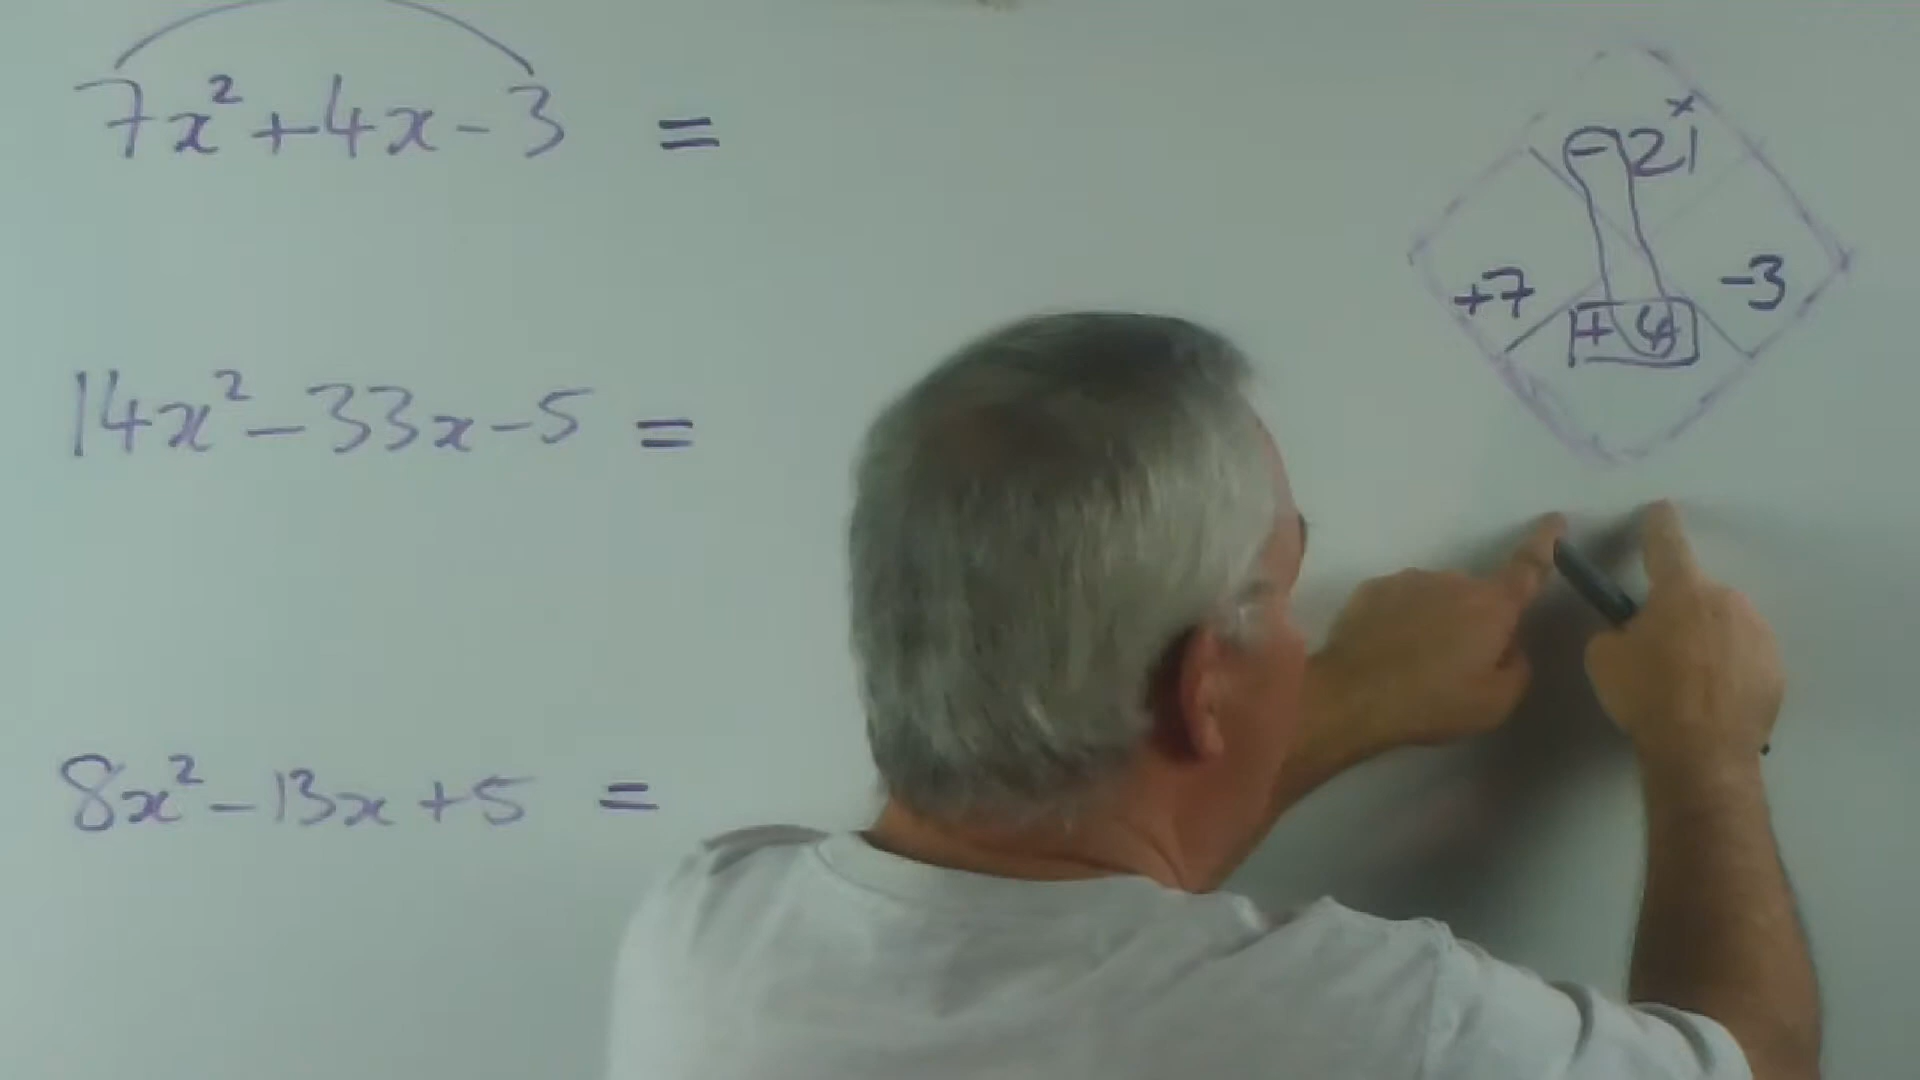 7x² + 4x - 3 =
x
- 21
+7
-3
+ 4
14x² - 33x - 5 =
8x² - 13x + 5 =